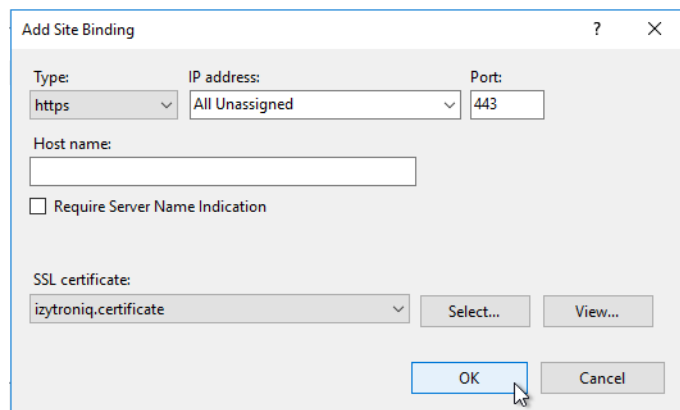 Add Site Binding
?
Type:
IP address:
Port:
https
All Unassigned
443
Host name:
Require Server Name Indication
SSL certificate:
izytroniq.certificate
Select...
View...
OK
Cancel